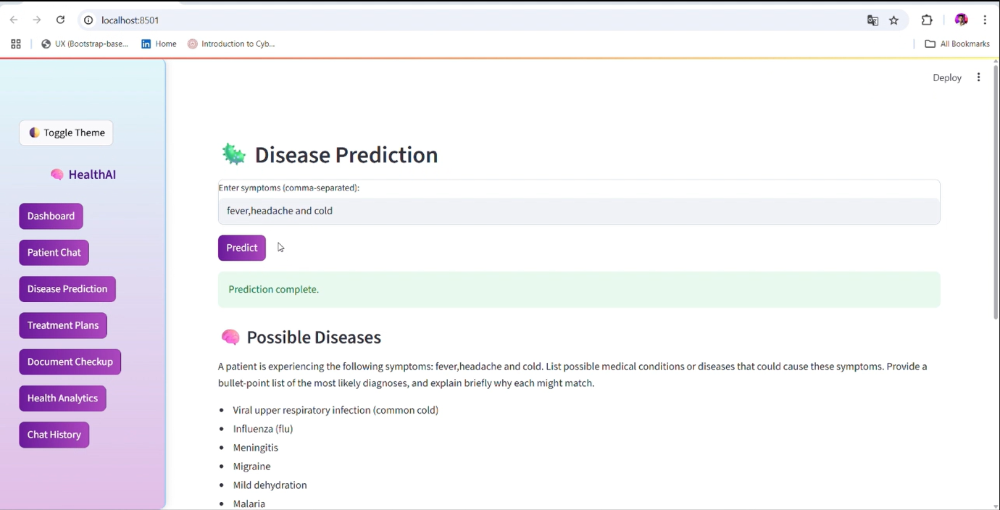 localhost:8501
UX (Bootstrap-base...
Home
Introduction to Cyb...
All Bookmarks
Deploy
Toggle Theme
HealthAI
Dashboard
Patient Chat
Disease Prediction
Treatment Plans
Document Checkup
Health Analytics
Chat History
Disease Prediction
Enter symptoms (comma-separated):
fever,headache and cold
Predict
Prediction complete.
Possible Diseases
A patient is experiencing the following symptoms: fever,headache and cold. List possible medical conditions or diseases that could cause these symptoms. Provide a
bullet-point list of the most likely diagnoses, and explain briefly why each might match.
• Viral upper respiratory infection (common cold)
• Influenza (flu)
• Meningitis
• Migraine
• Mild dehydration
• Malaria